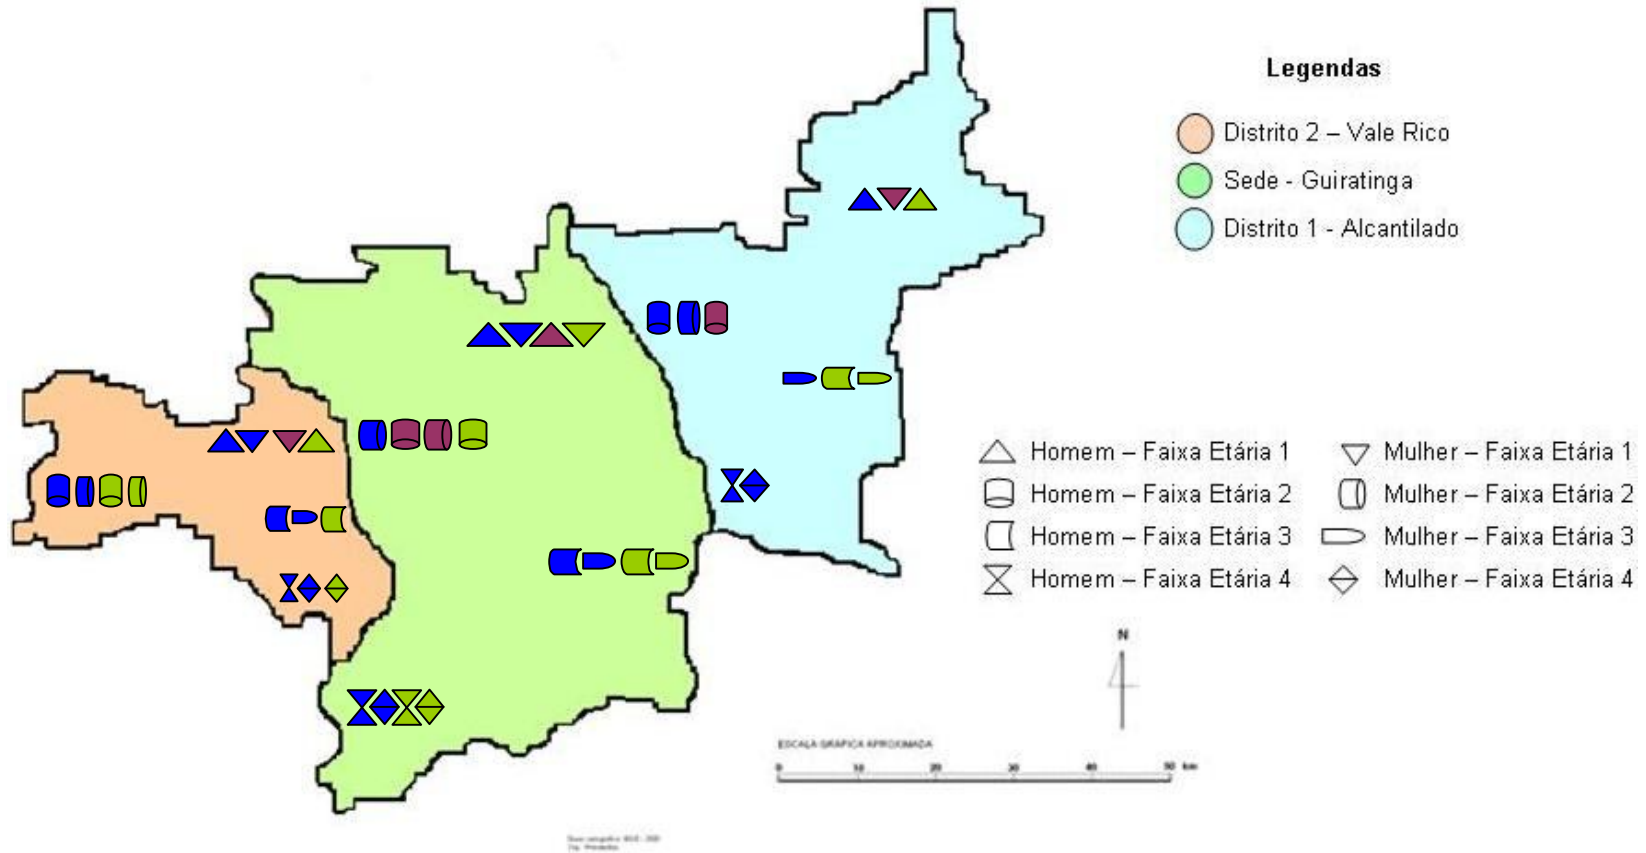 Legendas
Distrito 2 – Vale Rico
Sede - Guiratinga
Distrito 1 - Alcantilado
Homem – Faixa Etária 1
Mulher – Faixa Etária 1
Homem – Faixa Etária 2
Mulher – Faixa Etária 2
Homem – Faixa Etária 3
Mulher – Faixa Etária 3
Homem – Faixa Etária 4
Mulher – Faixa Etária 4
N
ESCALA GRÁFICA APROXIMADA
0 10 20 30 40 50 km